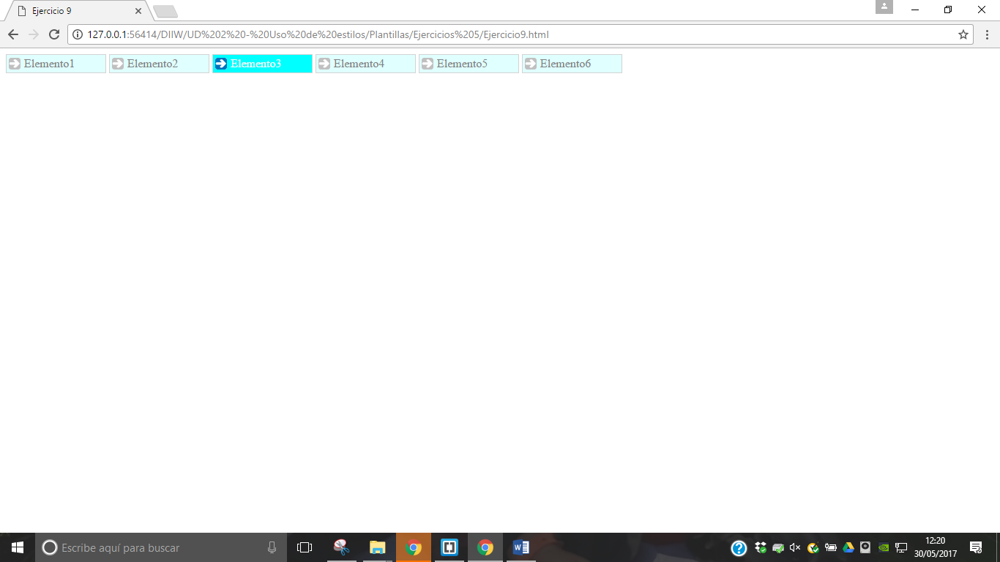 Ejercicio 9
127.0.0.1:56414/DIIW/UD%202%20-%20Uso%20de%20estilos/Plantillas/Ejercicios%205/Ejercicio9.html
Elemento1 Elemento2 Elemento3 Elemento4 Elemento5 Elemento6
Escribe aquí para buscar
12:20
30/05/2017